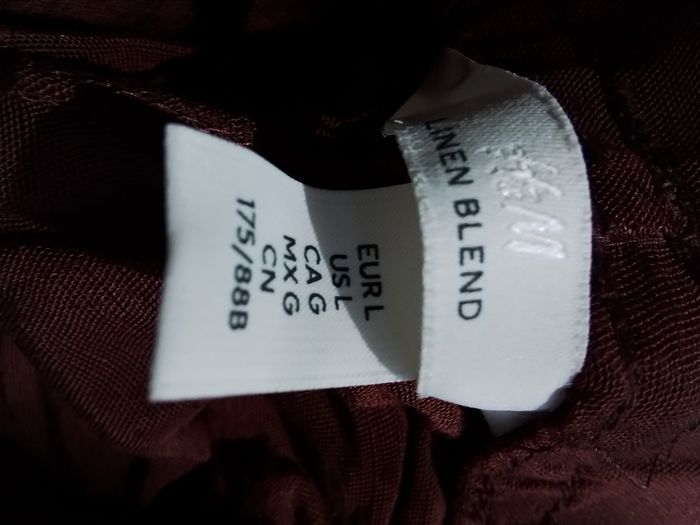 H&M
LINEN BLEND
EUR L
US L
CA G
MX G
CN
175/88B